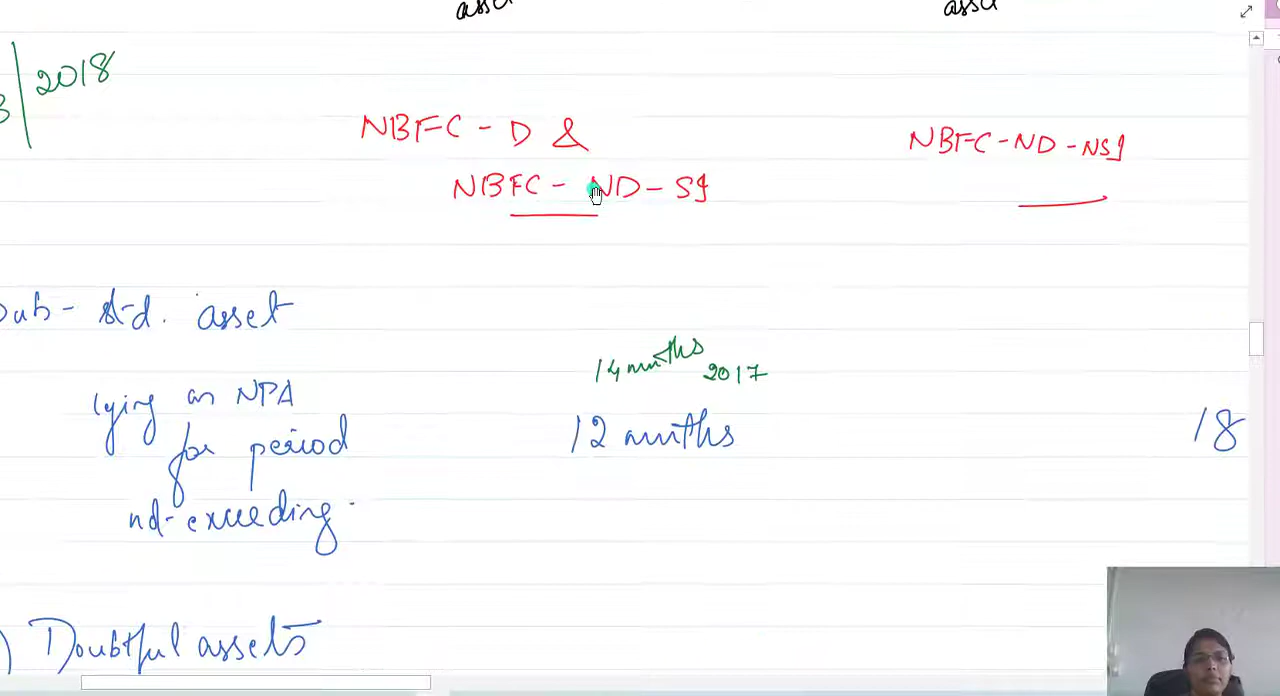 2018
NBFC - D &
NBFC - ND - SI
NBFC - ND - NSI
Sub - std. asset
14 months
2017
lying as NPA
for period
not exceeding
12 months
18
) Doubtful assets